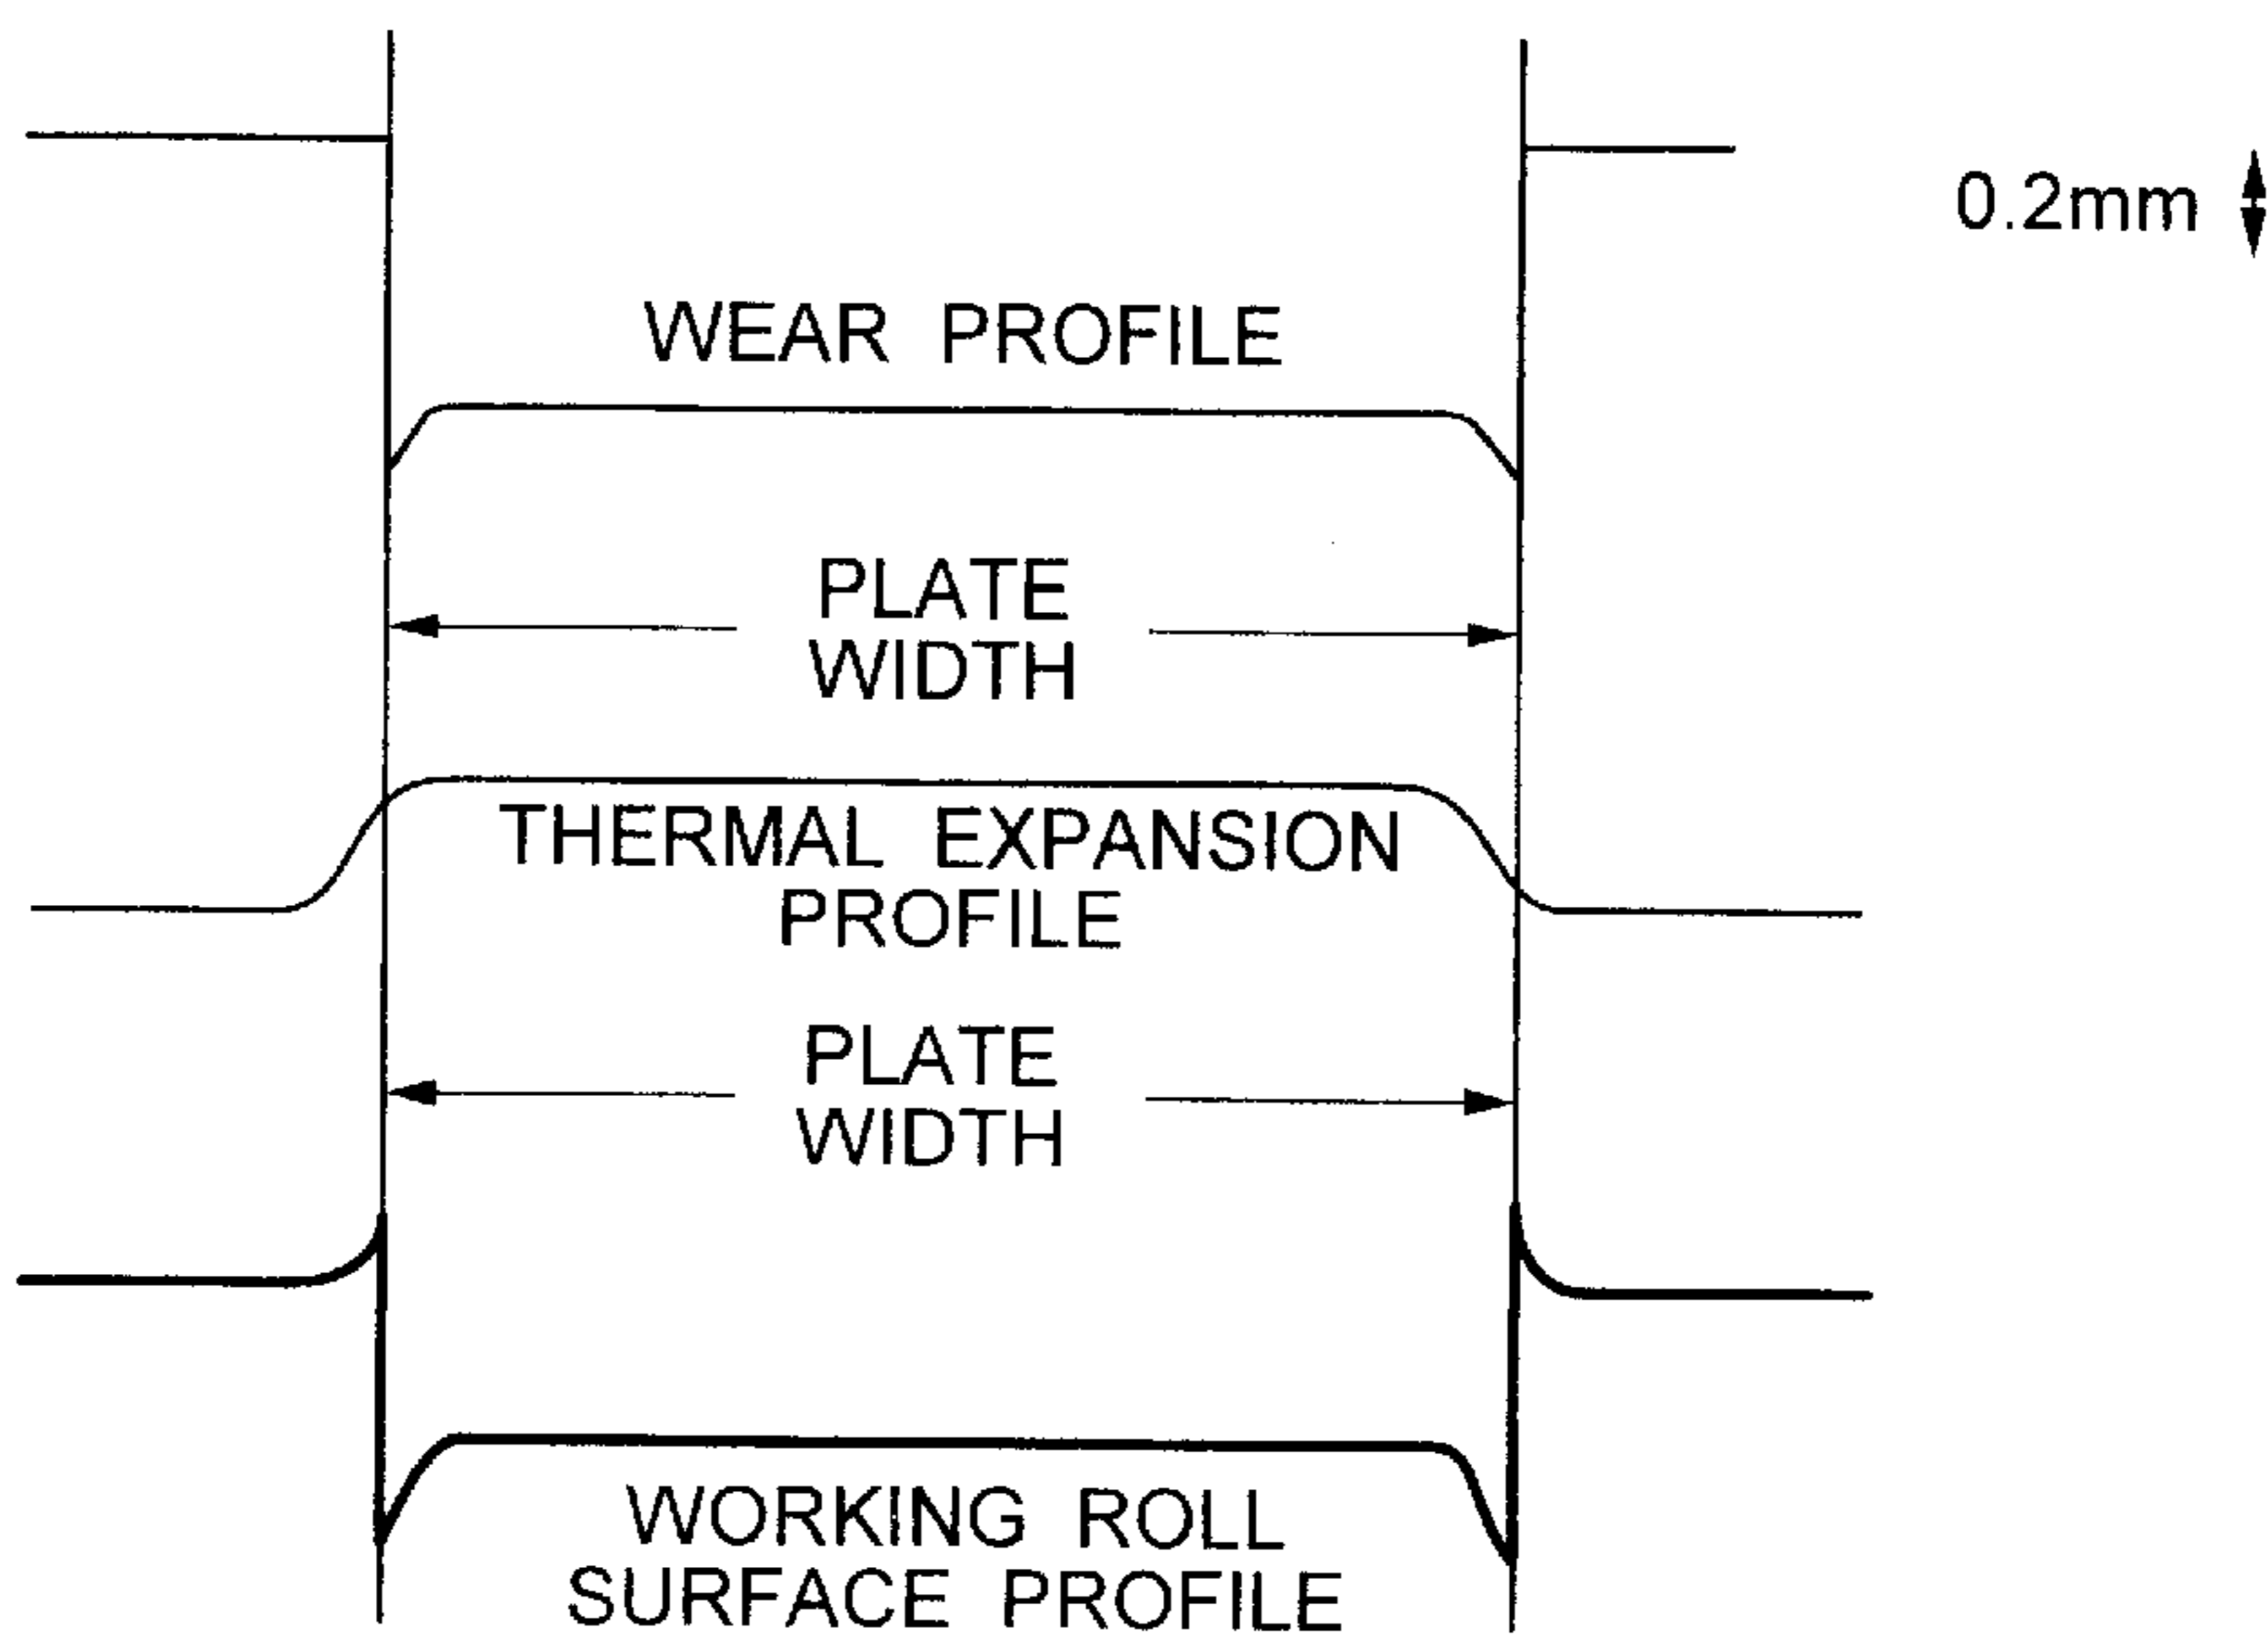 0.2mm
WEAR PROFILE
PLATE
WIDTH
THERMAL EXPANSION
PROFILE
PLATE
WIDTH
WORKING ROLL
SURFACE PROFILE